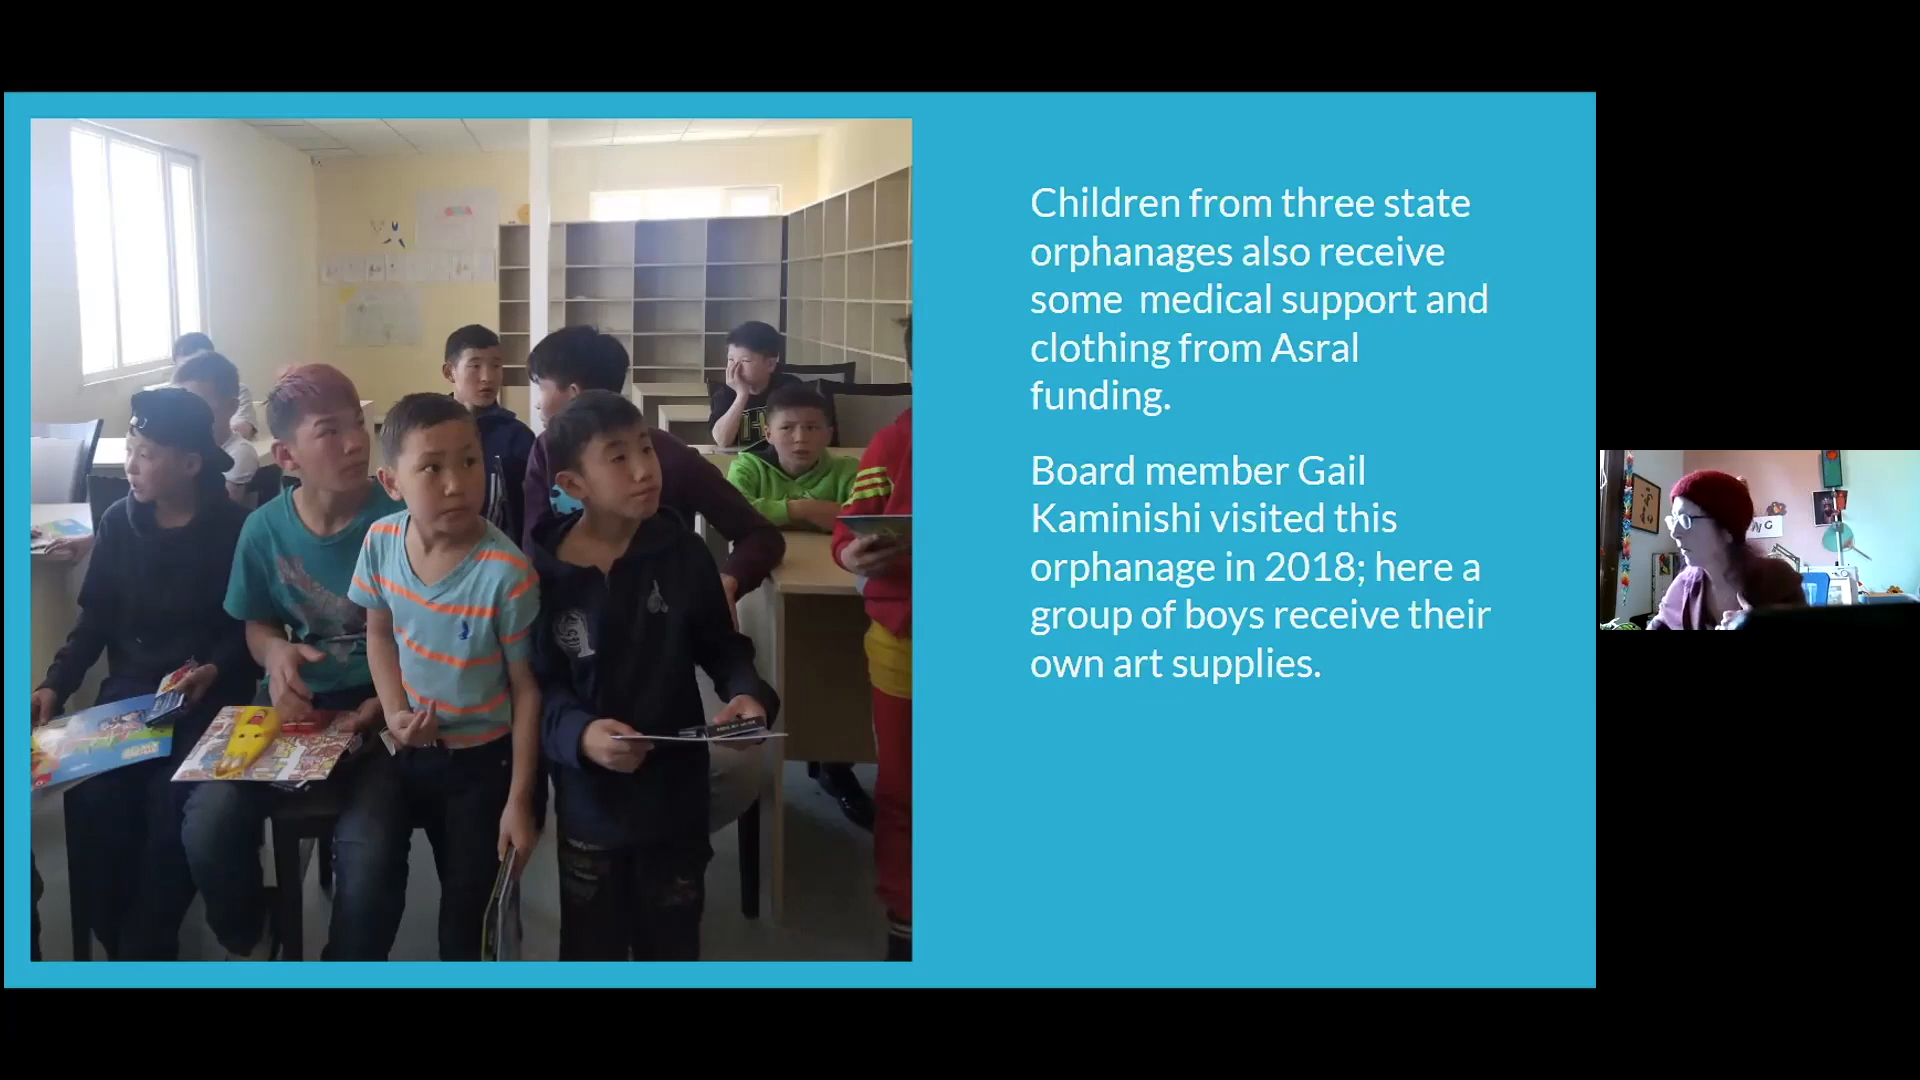 Children from three state
orphanages also receive
some  medical support and
clothing from Asral
funding.
Board member Gail
Kaminishi visited this
orphanage in 2018; here a
group of boys receive their
own art supplies.